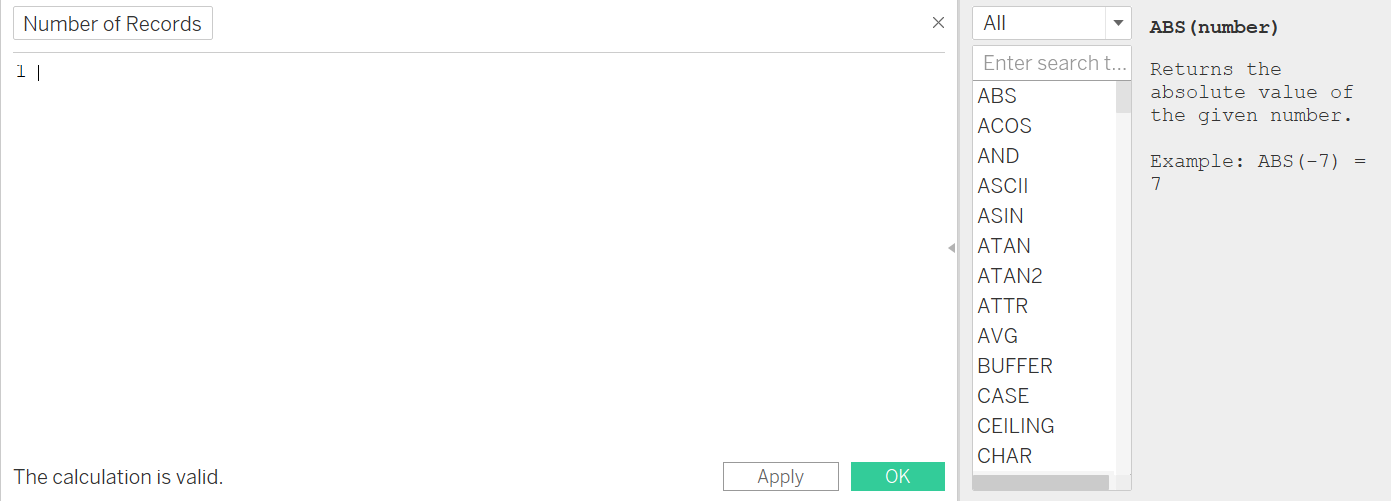 Number of Records
×
1
The calculation is valid.
Apply
OK
All
Enter search t...
ABS
ACOS
AND
ASCII
ASIN
ATAN
ATAN2
ATTR
AVG
BUFFER
CASE
CEILING
CHAR
ABS(number)
Returns the
absolute value of
the given number.
Example: ABS(-7) =
7